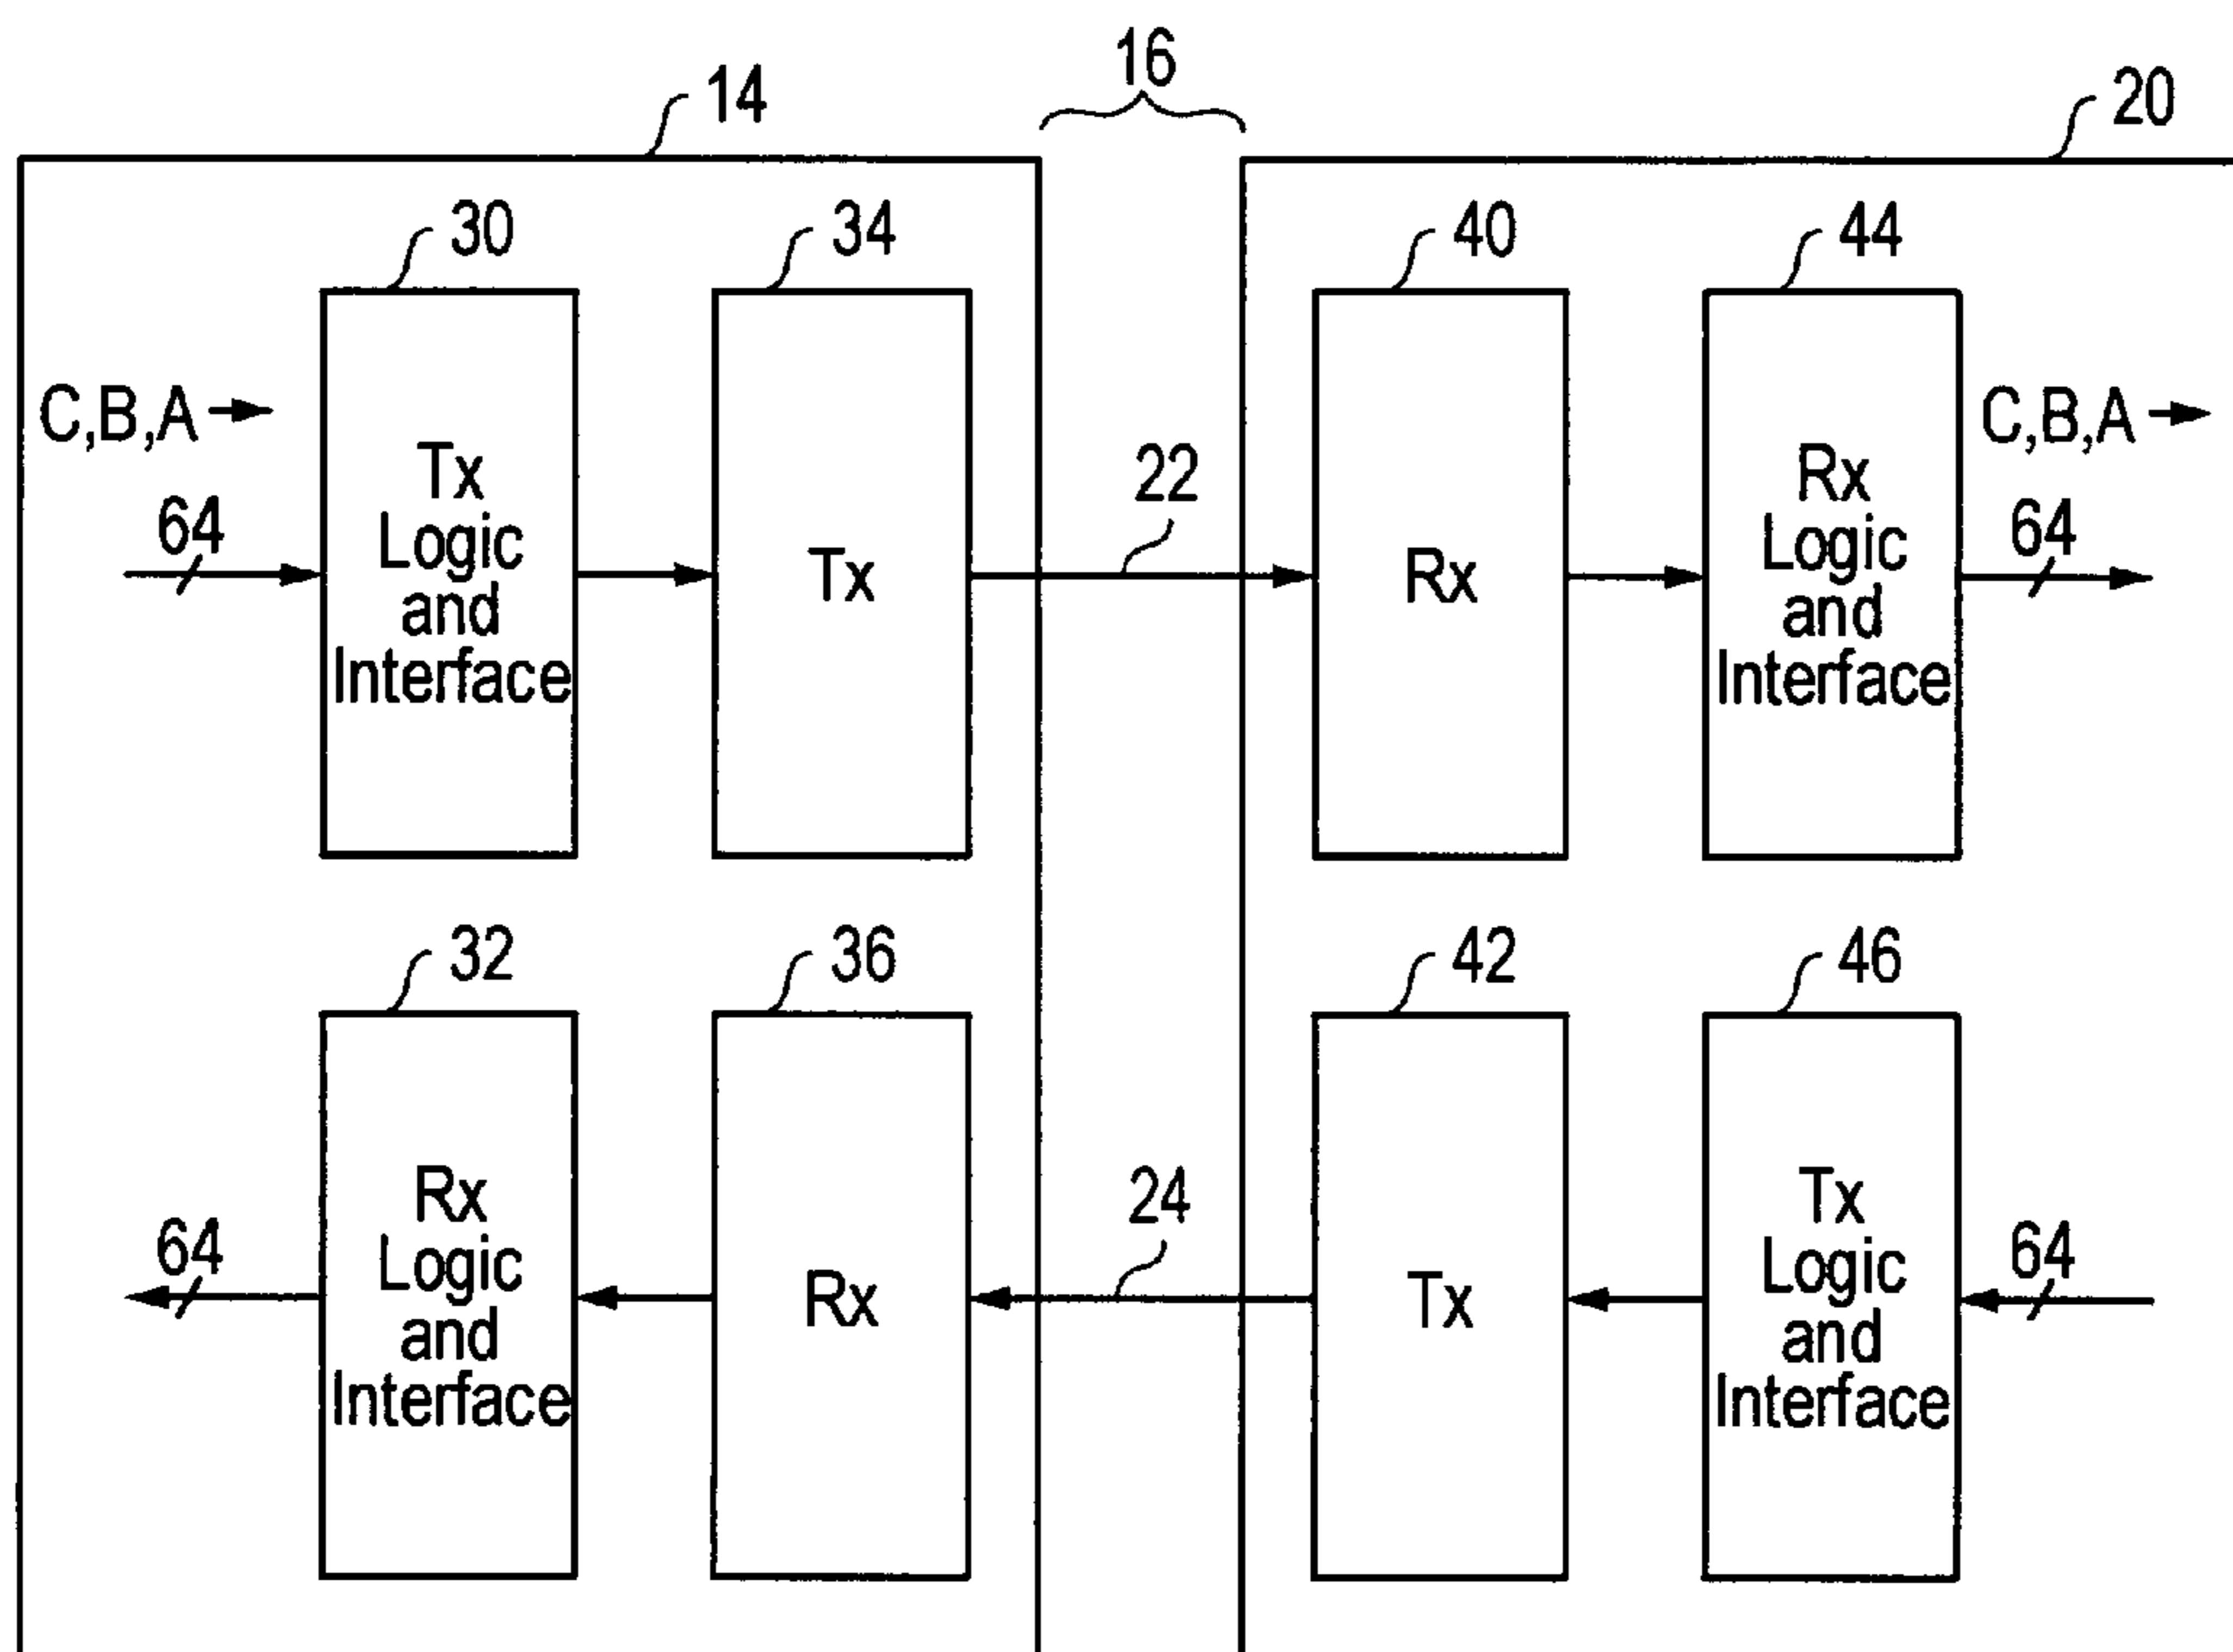 16
14
20
30
34
40
44
C,B,A
C,B,A
Tx
Logic
and
Interface
Tx
22
Rx
Rx
Logic
and
Interface
64
64
32
36
42
46
Rx
Logic
and
Interface
Rx
24
Tx
Tx
Logic
and
Interface
64
64